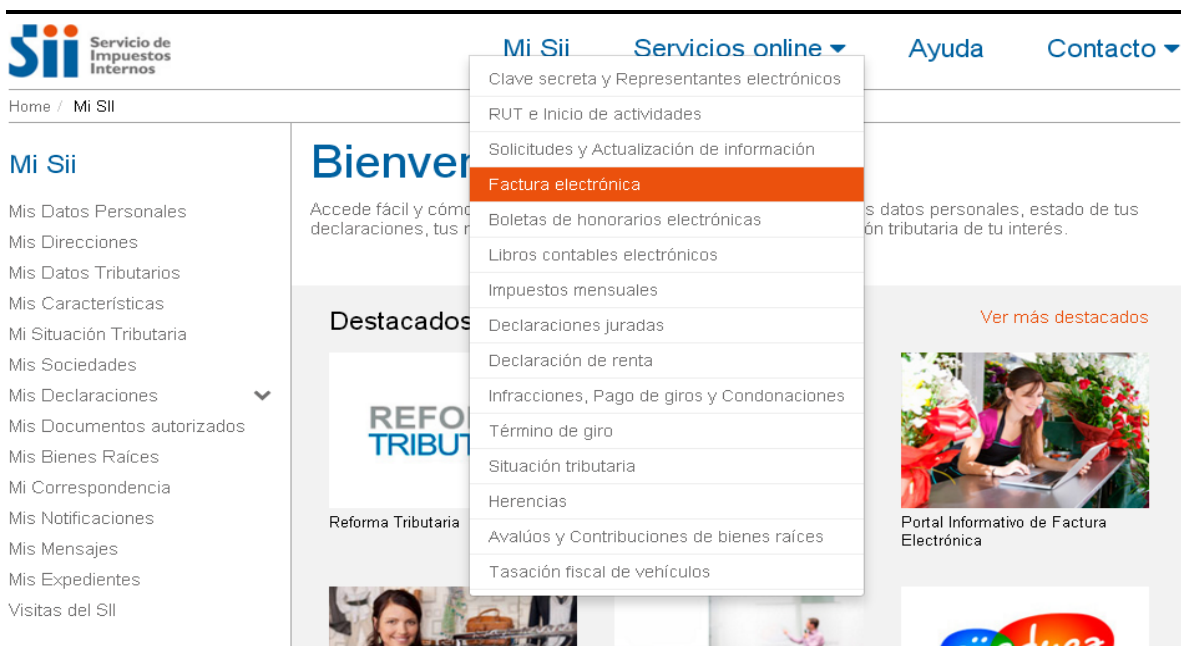 Sii Servicio de
Impuestos
Internos
Mi Sii
Servicios online
Ayuda
Contacto
Home / Mi SII
Mi Sii
Mis Datos Personales
Mis Direcciones
Mis Datos Tributarios
Mis Características
Mi Situación Tributaria
Mis Sociedades
Mis Declaraciones
Mis Documentos autorizados
Mis Bienes Raíces
Mi Correspondencia
Mis Notificaciones
Mis Mensajes
Mis Expedientes
Visitas del SII
Clave secreta y Representantes electrónicos
RUT e Inicio de actividades
Solicitudes y Actualización de información
Factura electrónica
Boletas de honorarios electrónicas
Libros contables electrónicos
Impuestos mensuales
Declaraciones juradas
Declaración de renta
Infracciones, Pago de giros y Condonaciones
Término de giro
Situación tributaria
Herencias
Avalúos y Contribuciones de bienes raíces
Tasación fiscal de vehículos
Accede fácil y
s datos personales, estado de tus
declaraciones, tus
ón tributaria de tu interés.
Destacados
Ver más destacados
Reforma Tributaria
Portal Informativo de Factura
Electrónica